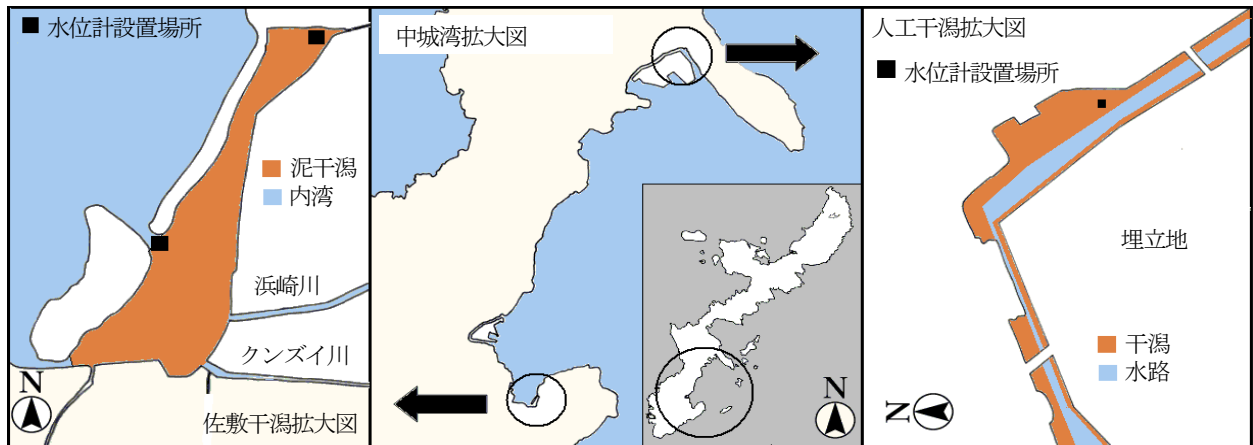 ■ 水位計設置場所
泥干潟
内湾
浜崎川
クンズイ川
N
佐敷干潟拡大図
中城湾拡大図
N
人工干潟拡大図
■ 水位計設置場所
埋立地
干潟
水路
N